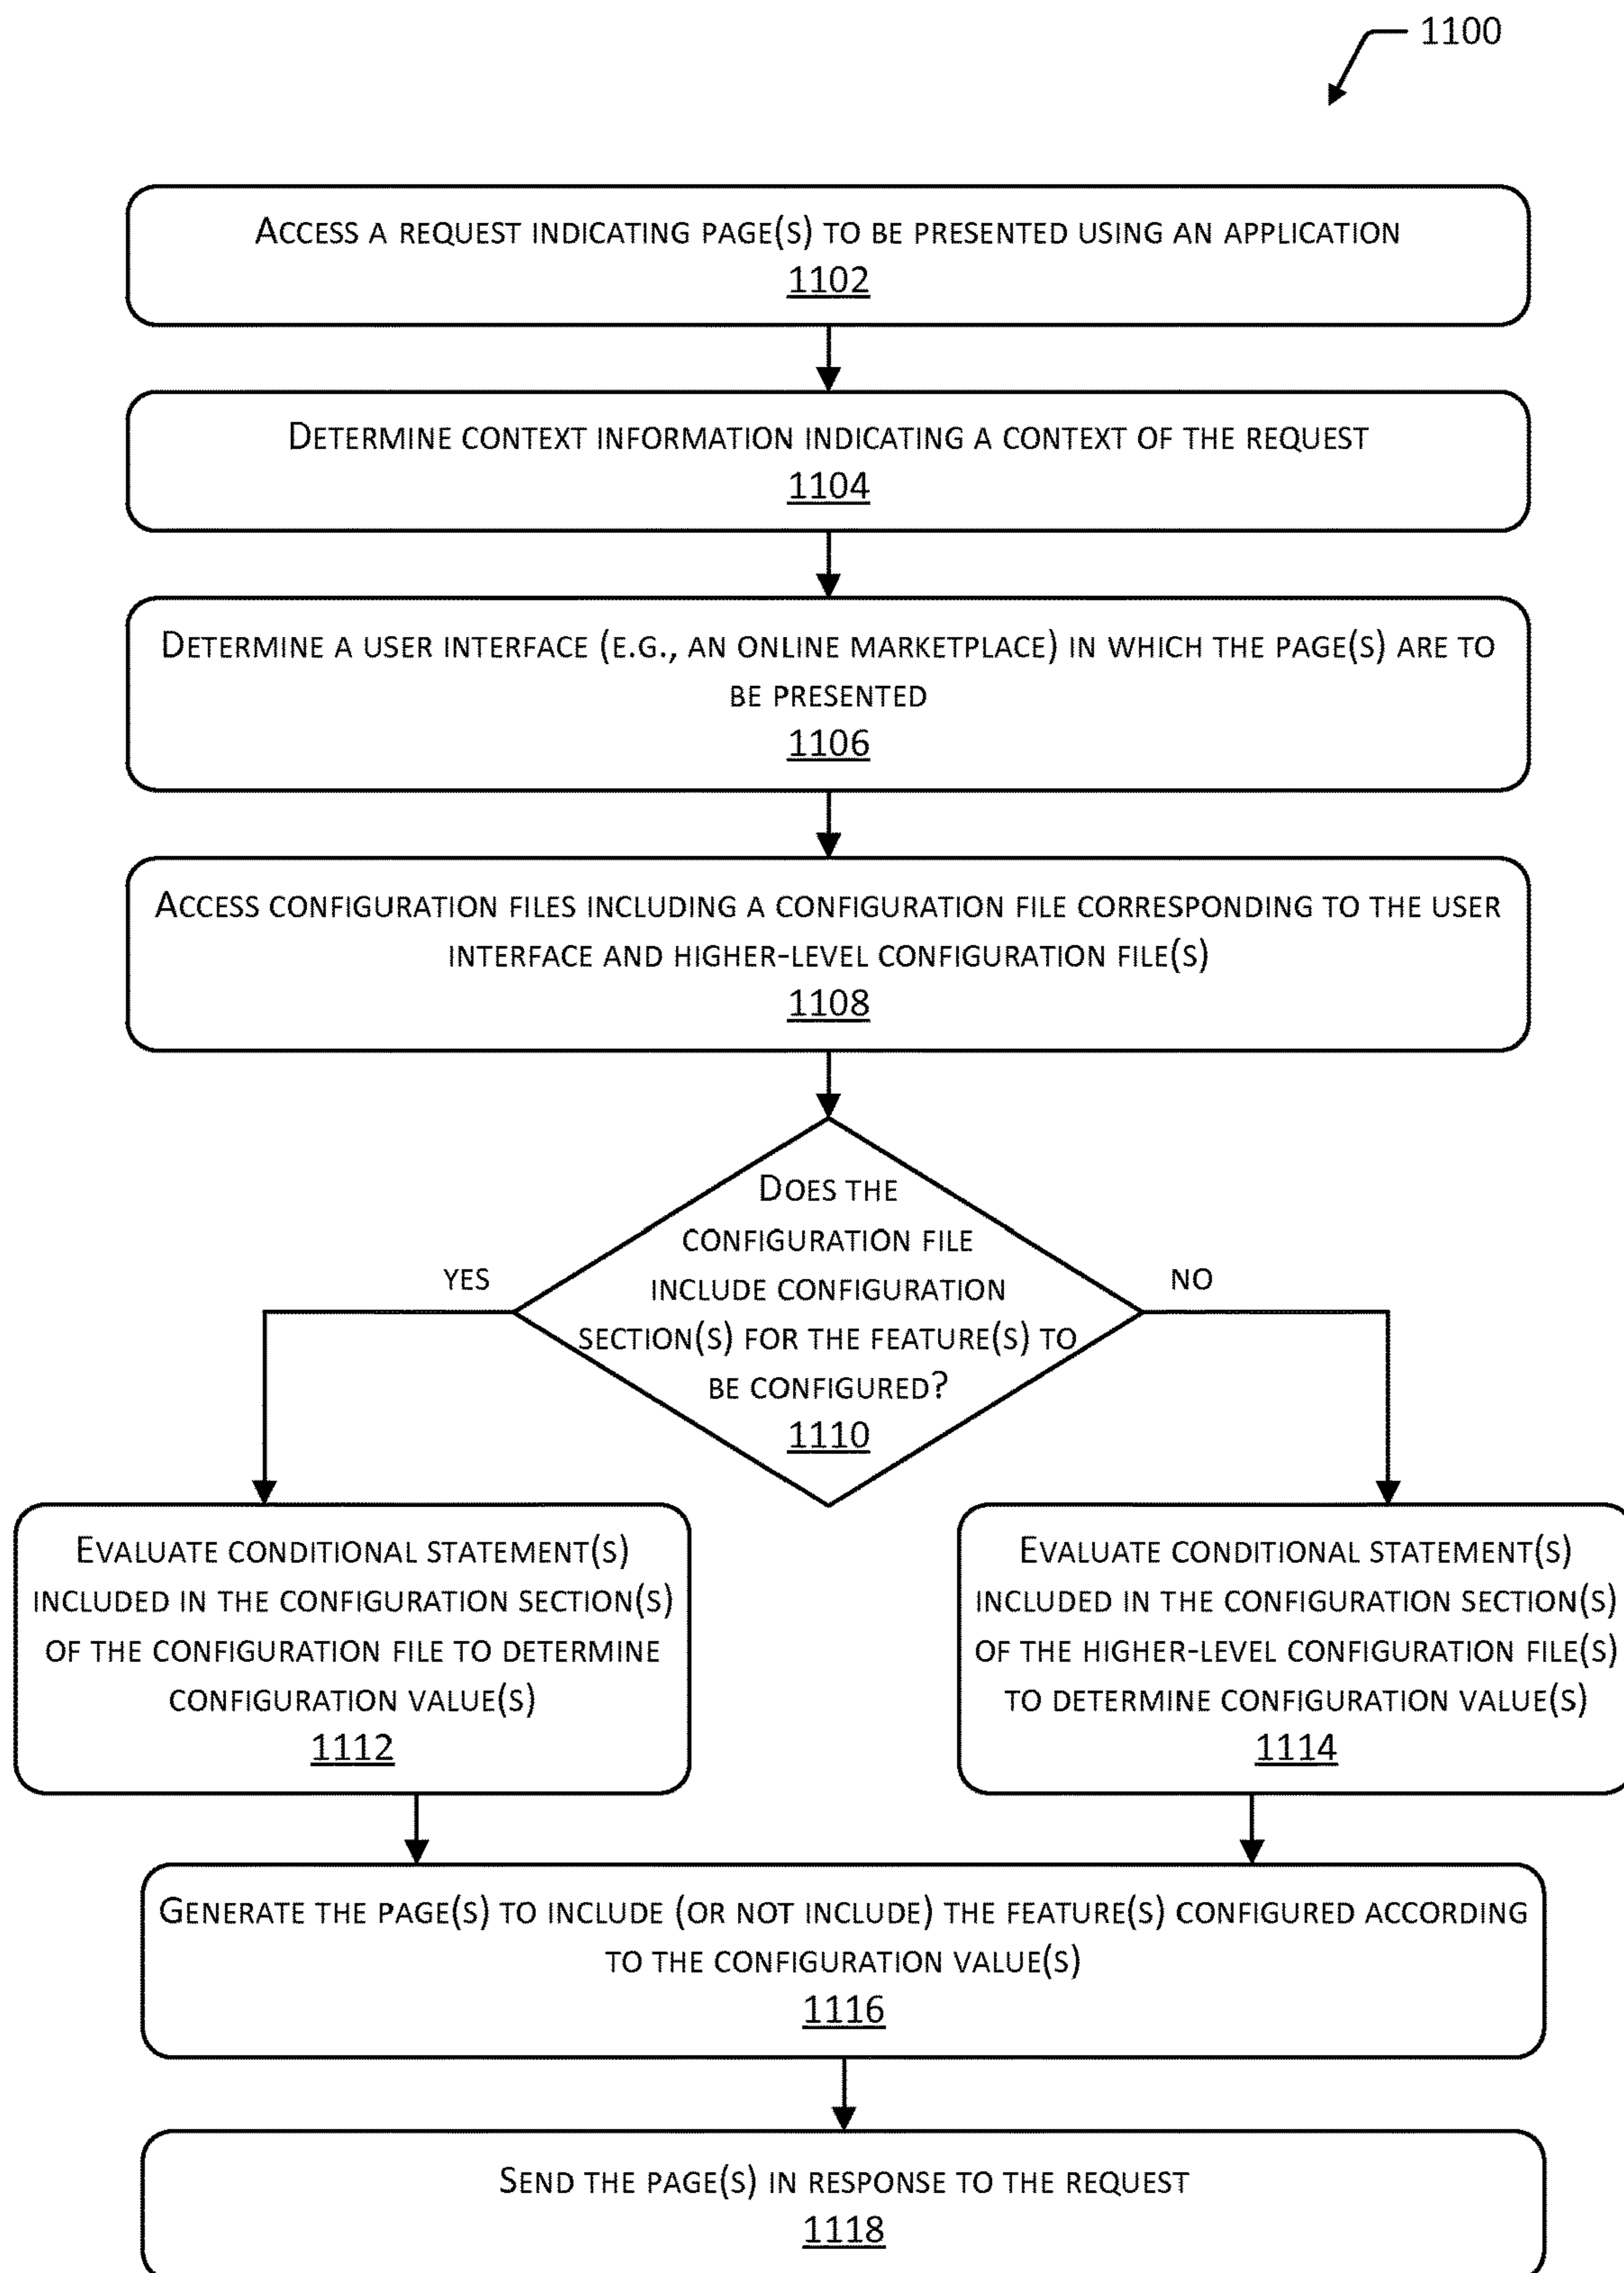 1100
ACCESS A REQUEST INDICATING PAGE(S) TO BE PRESENTED USING AN APPLICATION
1102
DETERMINE CONTEXT INFORMATION INDICATING A CONTEXT OF THE REQUEST
1104
DETERMINE A USER INTERFACE (E.G., AN ONLINE MARKETPLACE) IN WHICH THE PAGE(S) ARE TO
BE PRESENTED
1106
ACCESS CONFIGURATION FILES INCLUDING A CONFIGURATION FILE CORRESPONDING TO THE USER
INTERFACE AND HIGHER-LEVEL CONFIGURATION FILE(S)
1108
DOES THE
CONFIGURATION FILE
INCLUDE CONFIGURATION
SECTION(S) FOR THE FEATURE(S) TO
BE CONFIGURED?
1110
YES
NO
EVALUATE CONDITIONAL STATEMENT(S)
INCLUDED IN THE CONFIGURATION SECTION(S)
OF THE CONFIGURATION FILE TO DETERMINE
CONFIGURATION VALUE(S)
1112
EVALUATE CONDITIONAL STATEMENT(S)
INCLUDED IN THE CONFIGURATION SECTION(S)
OF THE HIGHER-LEVEL CONFIGURATION FILE(S)
TO DETERMINE CONFIGURATION VALUE(S)
1114
GENERATE THE PAGE(S) TO INCLUDE (OR NOT INCLUDE) THE FEATURE(S) CONFIGURED ACCORDING
TO THE CONFIGURATION VALUE(S)
1116
SEND THE PAGE(S) IN RESPONSE TO THE REQUEST
1118